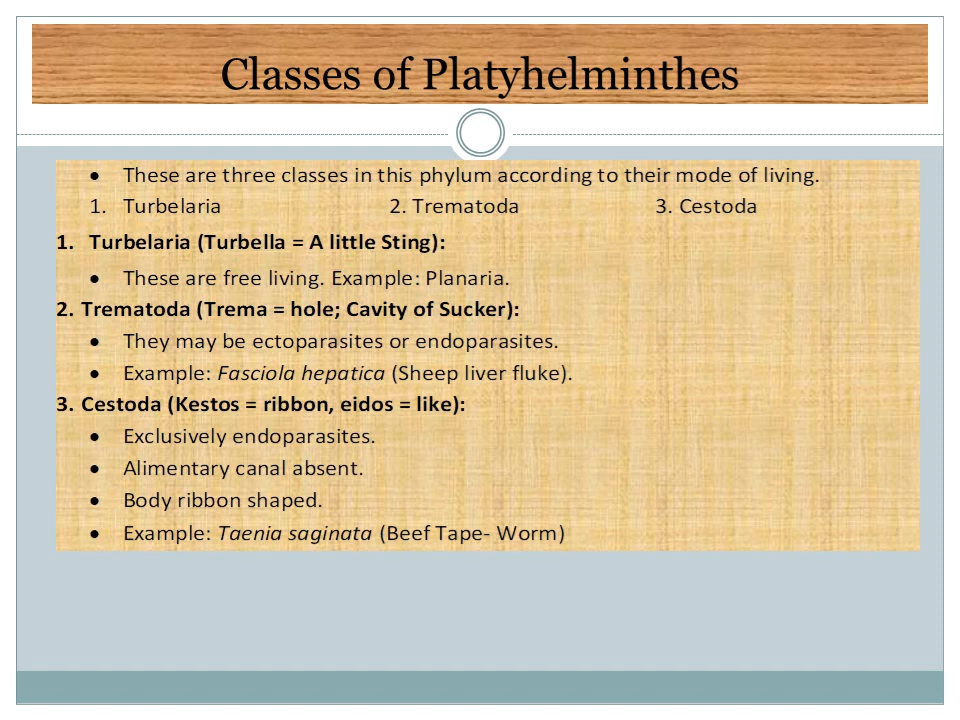 Classes of Platyhelminthes
• These are three classes in this phylum according to their mode of living.
1. Turbelaria 2. Trematoda 3. Cestoda
1. Turbelaria (Turbella = A little Sting):
• These are free living. Example: Planaria.
2. Trematoda (Trema = hole; Cavity of Sucker):
• They may be ectoparasites or endoparasites.
• Example: Fasciola hepatica (Sheep liver fluke).
3. Cestoda (Kestos = ribbon, eidos = like):
• Exclusively endoparasites.
• Alimentary canal absent.
• Body ribbon shaped.
• Example: Taenia saginata (Beef Tape- Worm)